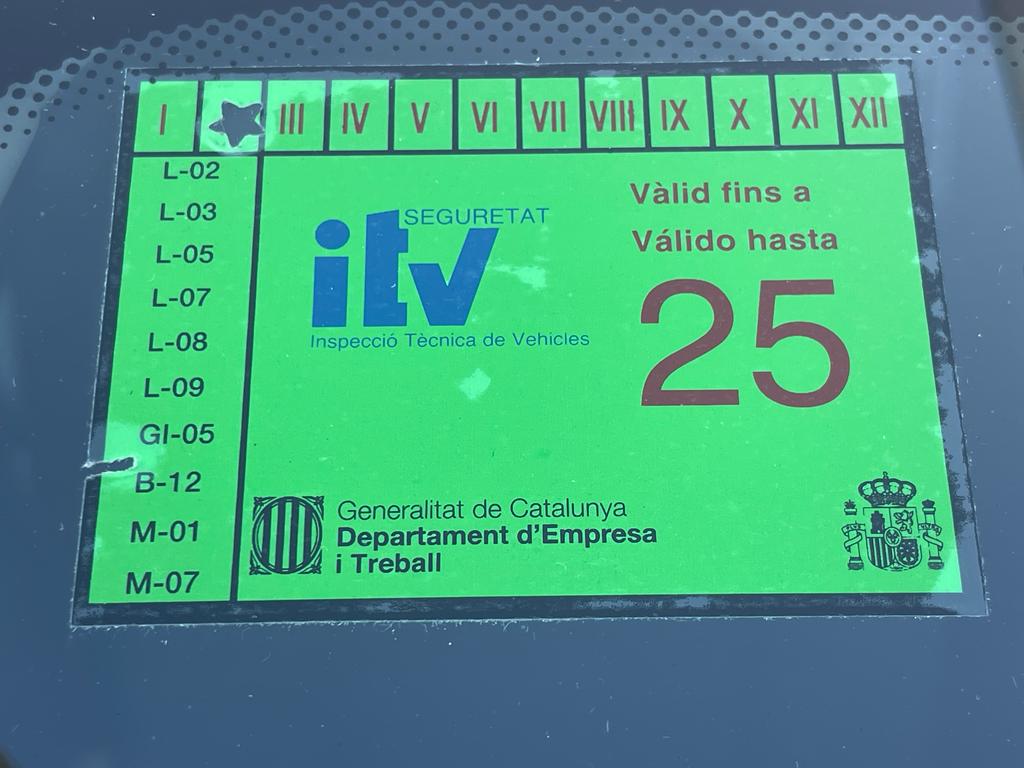 I III IV V VI VII VIII IX X XI XII
L-02
L-03
L-05
L-07
L-08
L-09
GI-05
B-12
M-01
M-07
SEGURETAT
itv
Inspecció Tècnica de Vehicles
Vàlid fins a
Válido hasta
25
Generalitat de Catalunya
Departament d'Empresa
i Treball